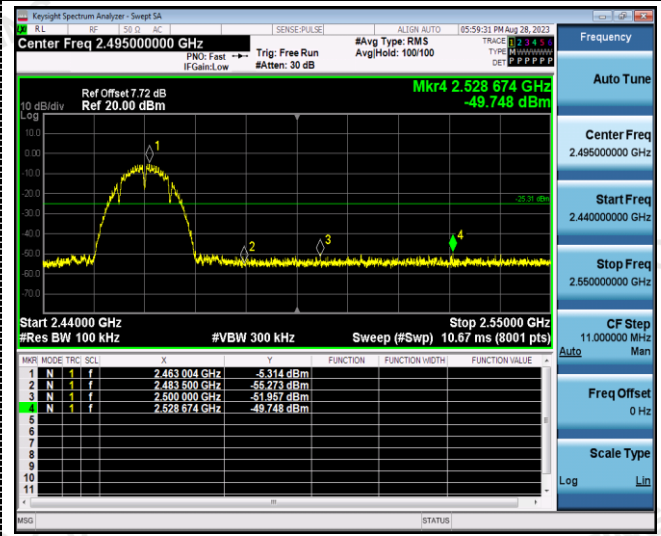 Keysight Spectrum Analyzer - Swept SA
RL RF 50 Ω AC SENSE:PULSE ALIGN AUTO 05:59:31 PM Aug 28, 2023
Center Freq 2.495000000 GHz
PNO: Fast
IFGain:Low
Trig: Free Run
#Atten: 30 dB
#Avg Type: RMS
Avg|Hold: 100/100
TRACE 1 2 3 4 5 6
TYPE M WWWWW
DET P P P P P P
Mkr4 2.528 674 GHz
-49.748 dBm
Ref Offset 7.72 dB
10 dB/div Ref 20.00 dBm
Log
10.0
0.00
-10.0
-20.0
-30.0
-40.0
-50.0
-60.0
-70.0
1
2
3
4
-25.31 dBm
Start 2.44000 GHz
Stop 2.55000 GHz
#Res BW 100 kHz
#VBW 300 kHz
Sweep (#Swp) 10.67 ms (8001 pts)
MKR MODE TRC SCL X Y FUNCTION FUNCTION WIDTH FUNCTION VALUE
1 N 1 f 2.463 004 GHz -5.314 dBm
2 N 1 f 2.483 500 GHz -55.273 dBm
3 N 1 f 2.500 000 GHz -51.957 dBm
4 N 1 f 2.528 674 GHz -49.748 dBm
5
6
7
8
9
10
11
MSG
STATUS
Frequency
Auto Tune
Center Freq
2.495000000 GHz
Start Freq
2.440000000 GHz
Stop Freq
2.550000000 GHz
CF Step
11.000000 MHz
Auto Man
Freq Offset
0 Hz
Scale Type
Log Lin